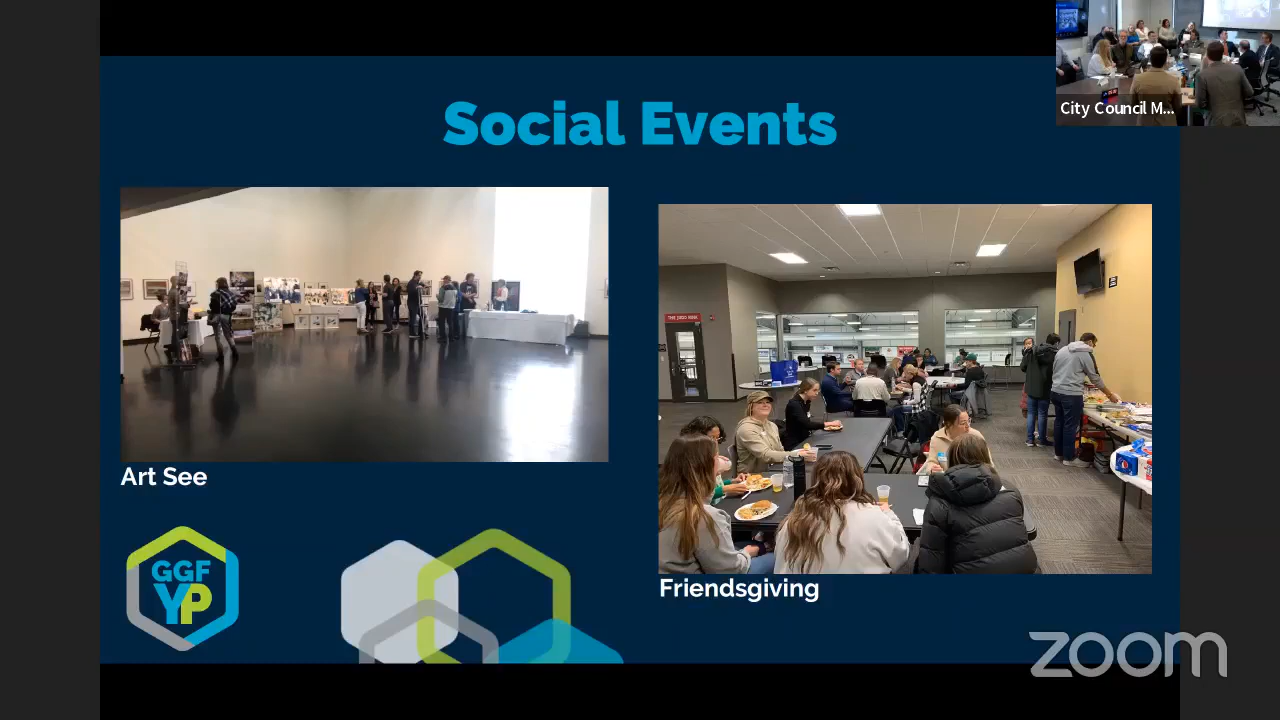 Social Events
City Council M...
Art See
GGF
YP
Friendsgiving
zoom